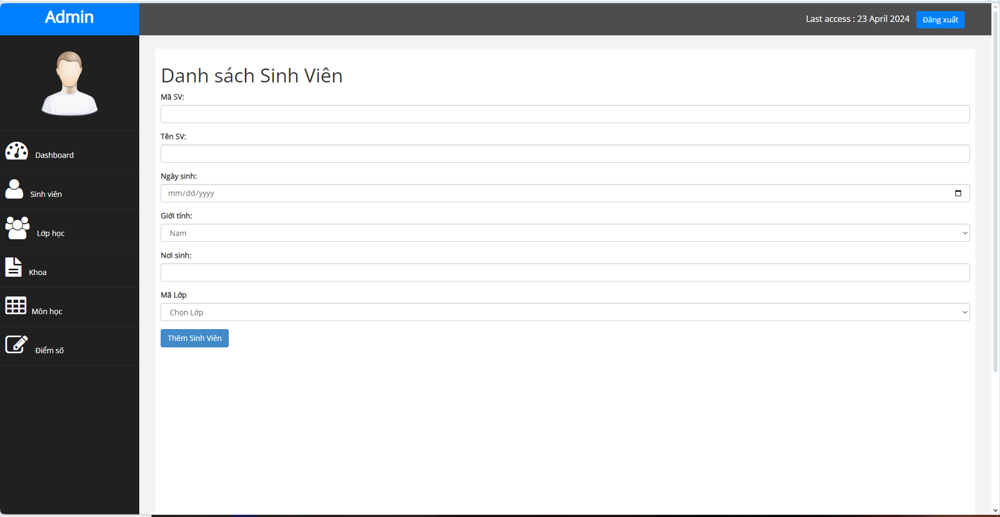 Admin
Last access : 23 April 2024
Đăng xuất
Dashboard
Sinh viên
Lớp học
Khoa
Môn học
Điểm số
Danh sách Sinh Viên
Mã SV:
Tên SV:
Ngày sinh:
mm/dd/yyyy
Giới tính:
Nam
Nơi sinh:
Mã Lớp
Chọn Lớp
Thêm Sinh Viên